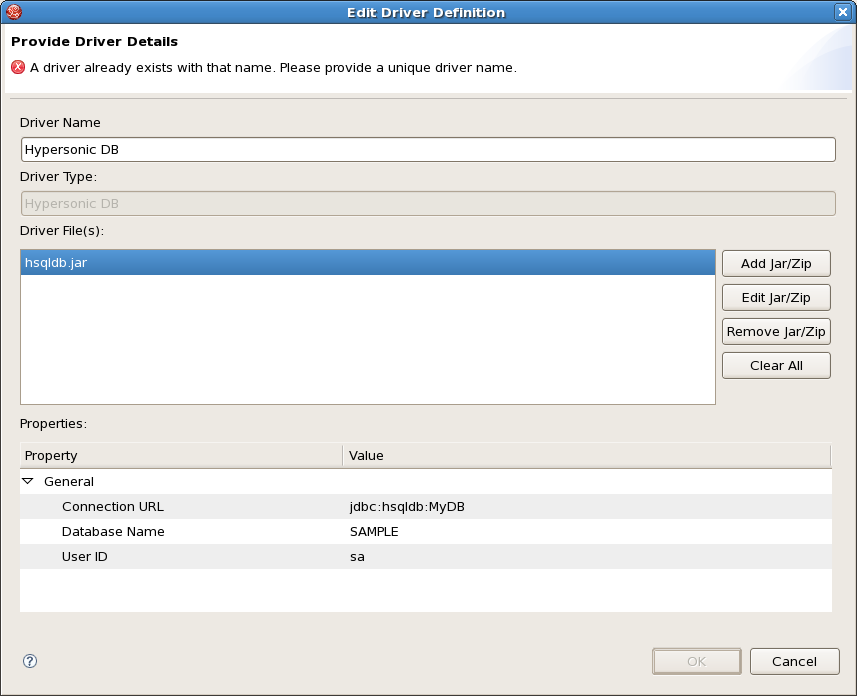 Edit Driver Definition
Provide Driver Details
A driver already exists with that name. Please provide a unique driver name.
Driver Name
Hypersonic DB
Driver Type:
Hypersonic DB
Driver File(s):
hsqldb.jar
Add Jar/Zip
Edit Jar/Zip
Remove Jar/Zip
Clear All
Properties:
Property Value
General
Connection URL jdbc:hsqldb:MyDB
Database Name SAMPLE
User ID sa
? OK Cancel